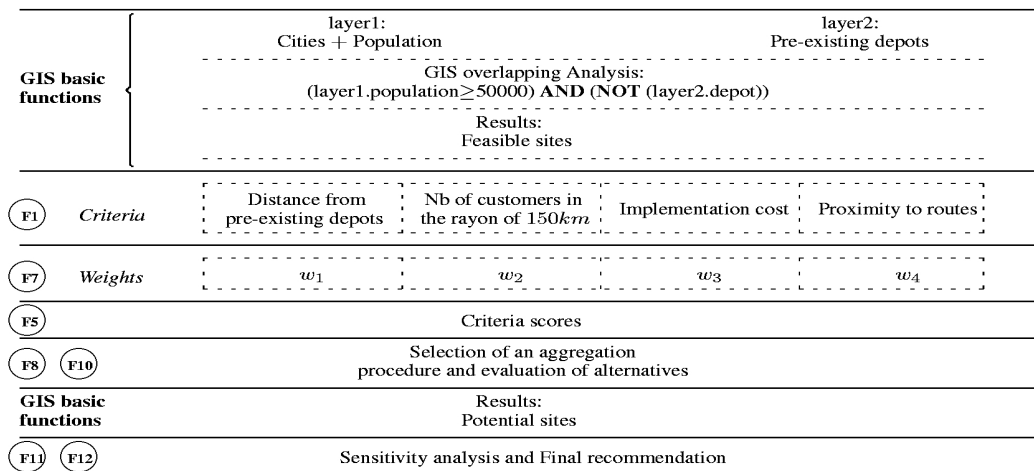 layer1: layer2:
Cities + Population Pre-existing depots
GIS basic functions
GIS overlapping Analysis:
(layer1.population≥50000) AND (NOT (layer2.depot))
Results:
Feasible sites
F1 Criteria
Distance from pre-existing depots
Nb of customers in the rayon of 150km
Implementation cost
Proximity to routes
F7 Weights w1 w2 w3 w4
F5 Criteria scores
F8 F10
Selection of an aggregation
procedure and evaluation of alternatives
GIS basic functions
Results:
Potential sites
F11 F12 Sensitivity analysis and Final recommendation